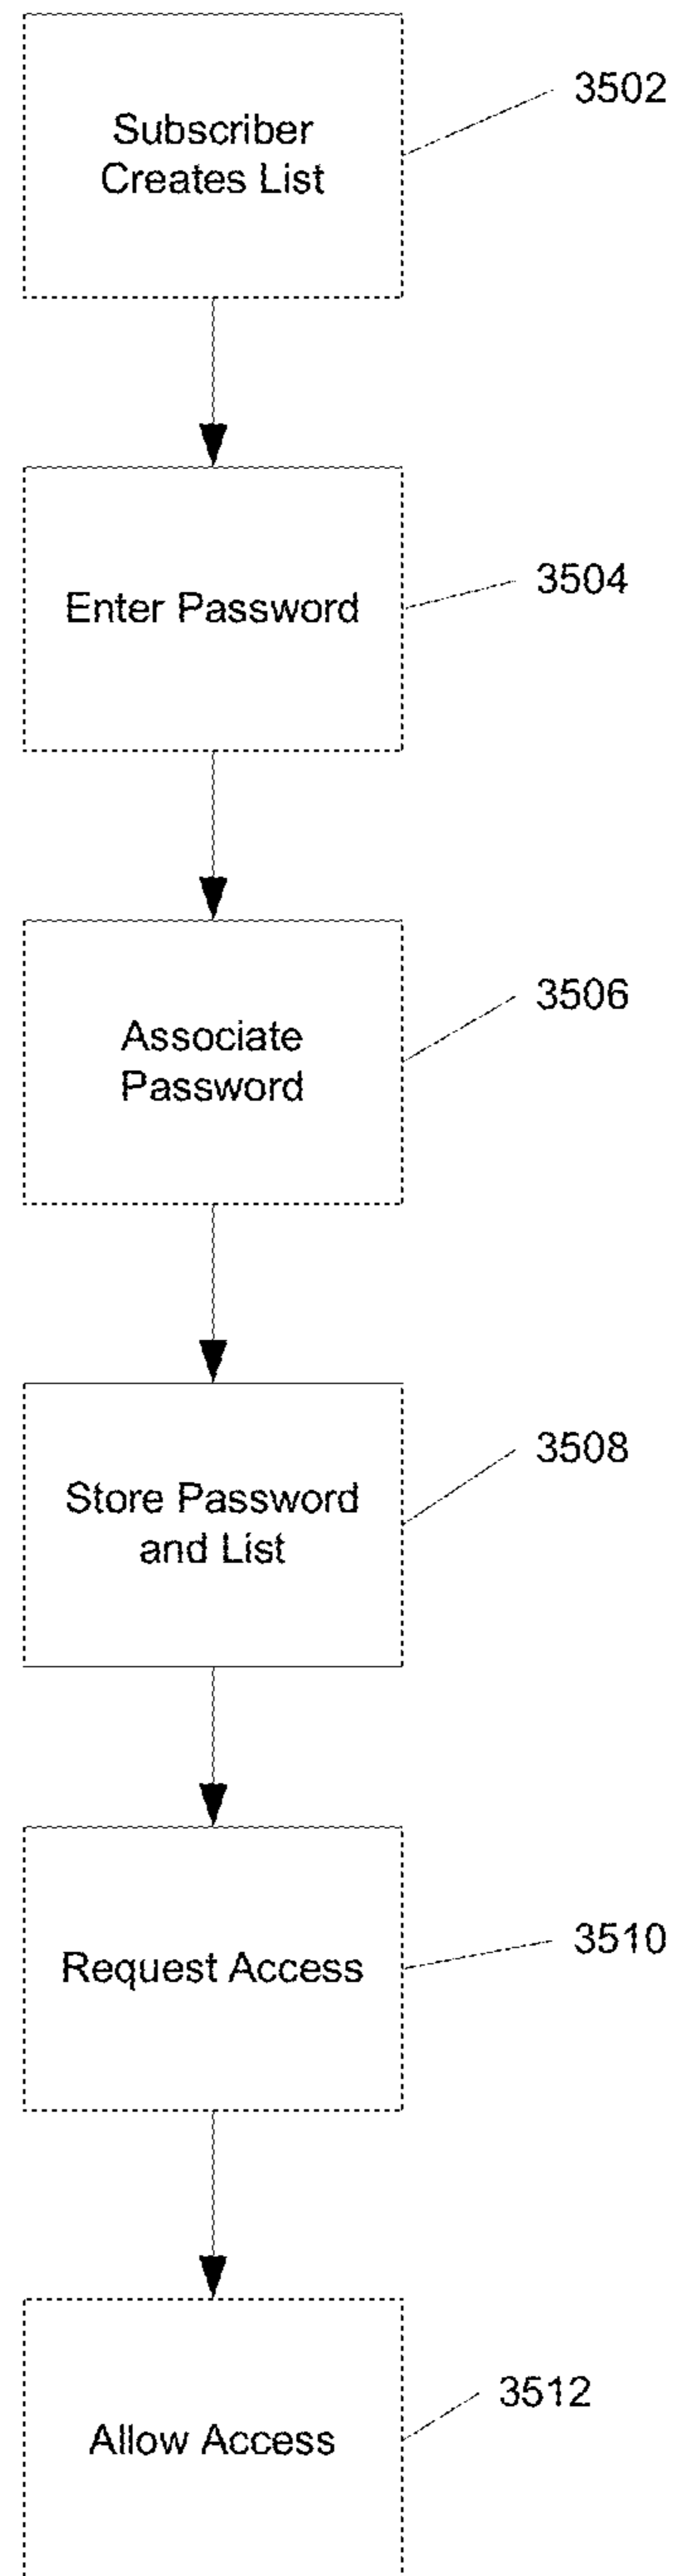 Subscriber
Creates List
3502
Enter Password
3504
Associate
Password
3506
Store Password
and List
3508
Request Access
3510
Allow Access
3512